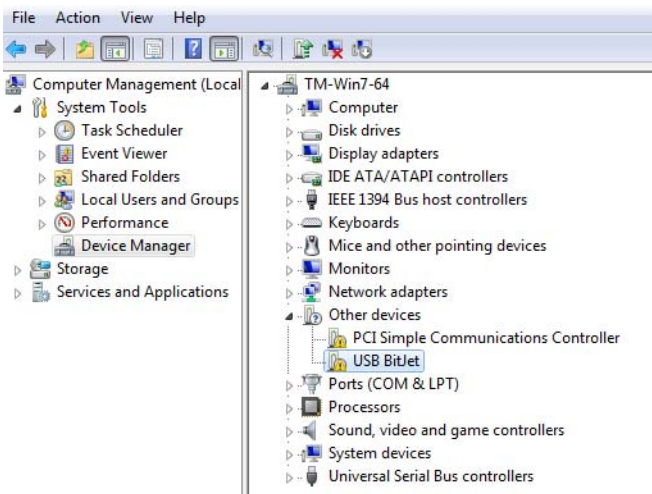 File Action View Help
Computer Management (Local
System Tools
Task Scheduler
Event Viewer
Shared Folders
Local Users and Groups
Performance
Device Manager
Storage
Services and Applications
TM-Win7-64
Computer
Disk drives
Display adapters
IDE ATA/ATAPI controllers
IEEE 1394 Bus host controllers
Keyboards
Mice and other pointing devices
Monitors
Network adapters
Other devices
PCI Simple Communications Controller
USB BitJet
Ports (COM & LPT)
Processors
Sound, video and game controllers
System devices
Universal Serial Bus controllers